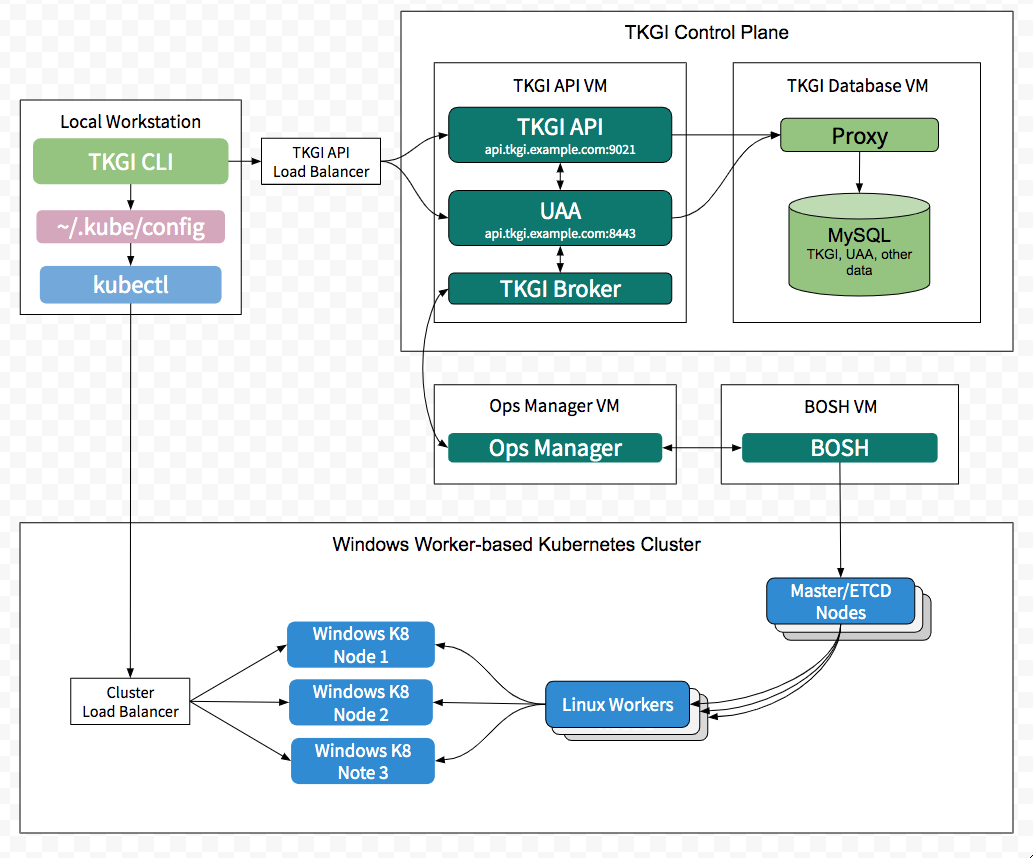 TKGI Control Plane
Local Workstation
TKGI CLI
~/.kube/config
kubectl
TKGI API
Load Balancer
TKGI API VM
TKGI API
api.tkgi.example.com:9021
UAA
api.tkgi.example.com:8443
TKGI Broker
TKGI Database VM
Proxy
MySQL
TKGI, UAA, other
data
Ops Manager VM
Ops Manager
BOSH VM
BOSH
Windows Worker-based Kubernetes Cluster
Master/ETCD
Nodes
Cluster
Load Balancer
Windows K8
Node 1
Windows K8
Node 2
Windows K8
Note 3
Linux Workers